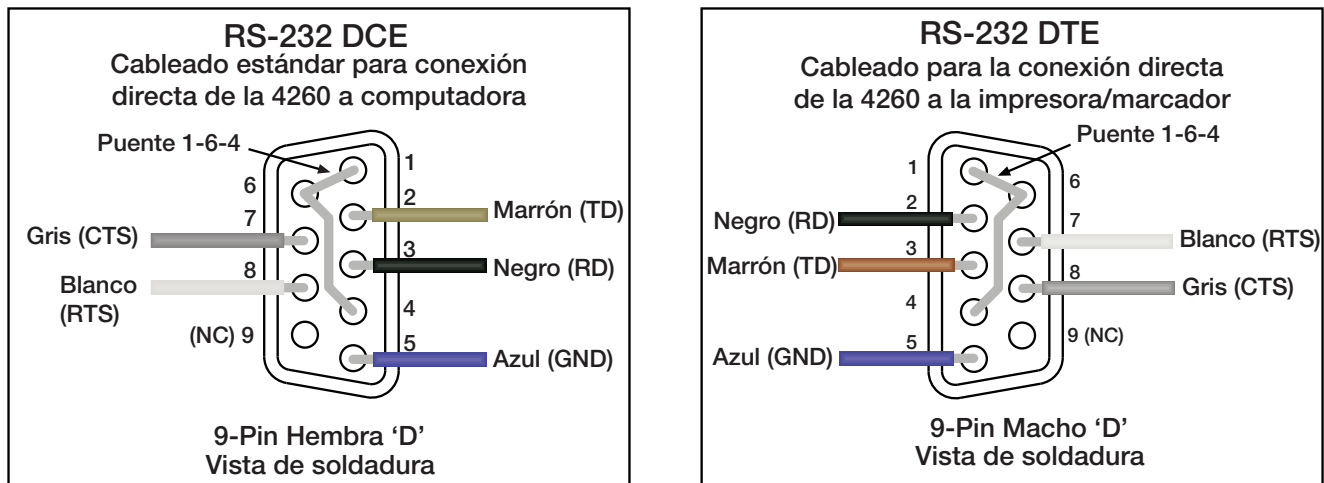 RS-232 DCE
Cableado estándar para conexión
directa de la 4260 a computadora
Puente 1-6-4
1
6
2
Marrón (TD)
7
Gris (CTS)
3
Negro (RD)
8
Blanco
(RTS)
4
(NC) 9
5
Azul (GND)
9-Pin Hembra ‘D’
Vista de soldadura
RS-232 DTE
Cableado para la conexión directa
de la 4260 a la impresora/marcador
Puente 1-6-4
1
6
2
Negro (RD)
7
Blanco (RTS)
3
Marrón (TD)
8
Gris (CTS)
4
9 (NC)
5
Azul (GND)
9-Pin Macho ‘D’
Vista de soldadura